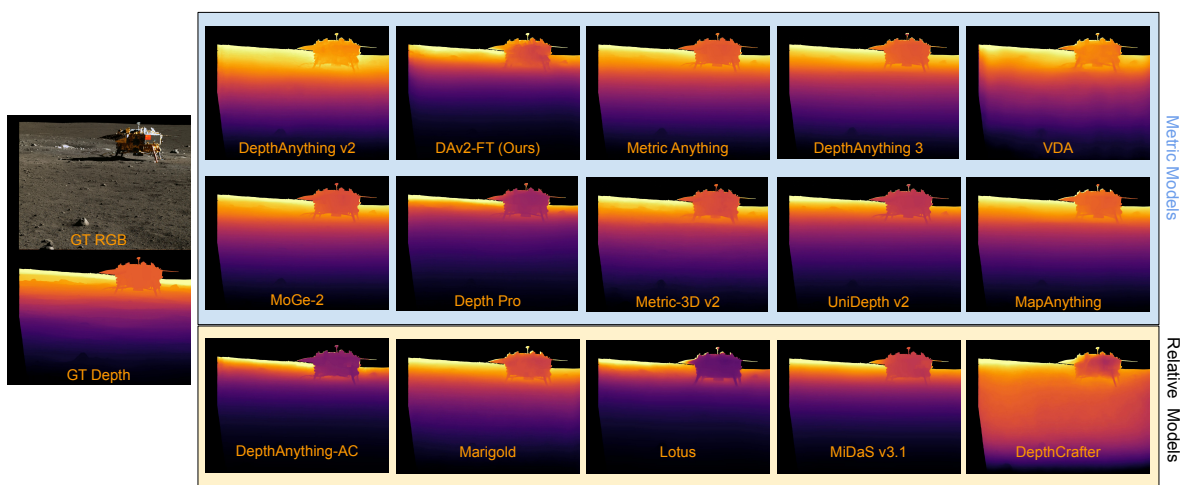 GT RGB
GT Depth
DepthAnything v2
DAv2-FT (Ours)
Metric Anything
DepthAnything 3
VDA
MoGe-2
Depth Pro
Metric-3D v2
UniDepth v2
MapAnything
Metric Models
DepthAnything-AC
Marigold
Lotus
MiDaS v3.1
DepthCrafter
Relative Models